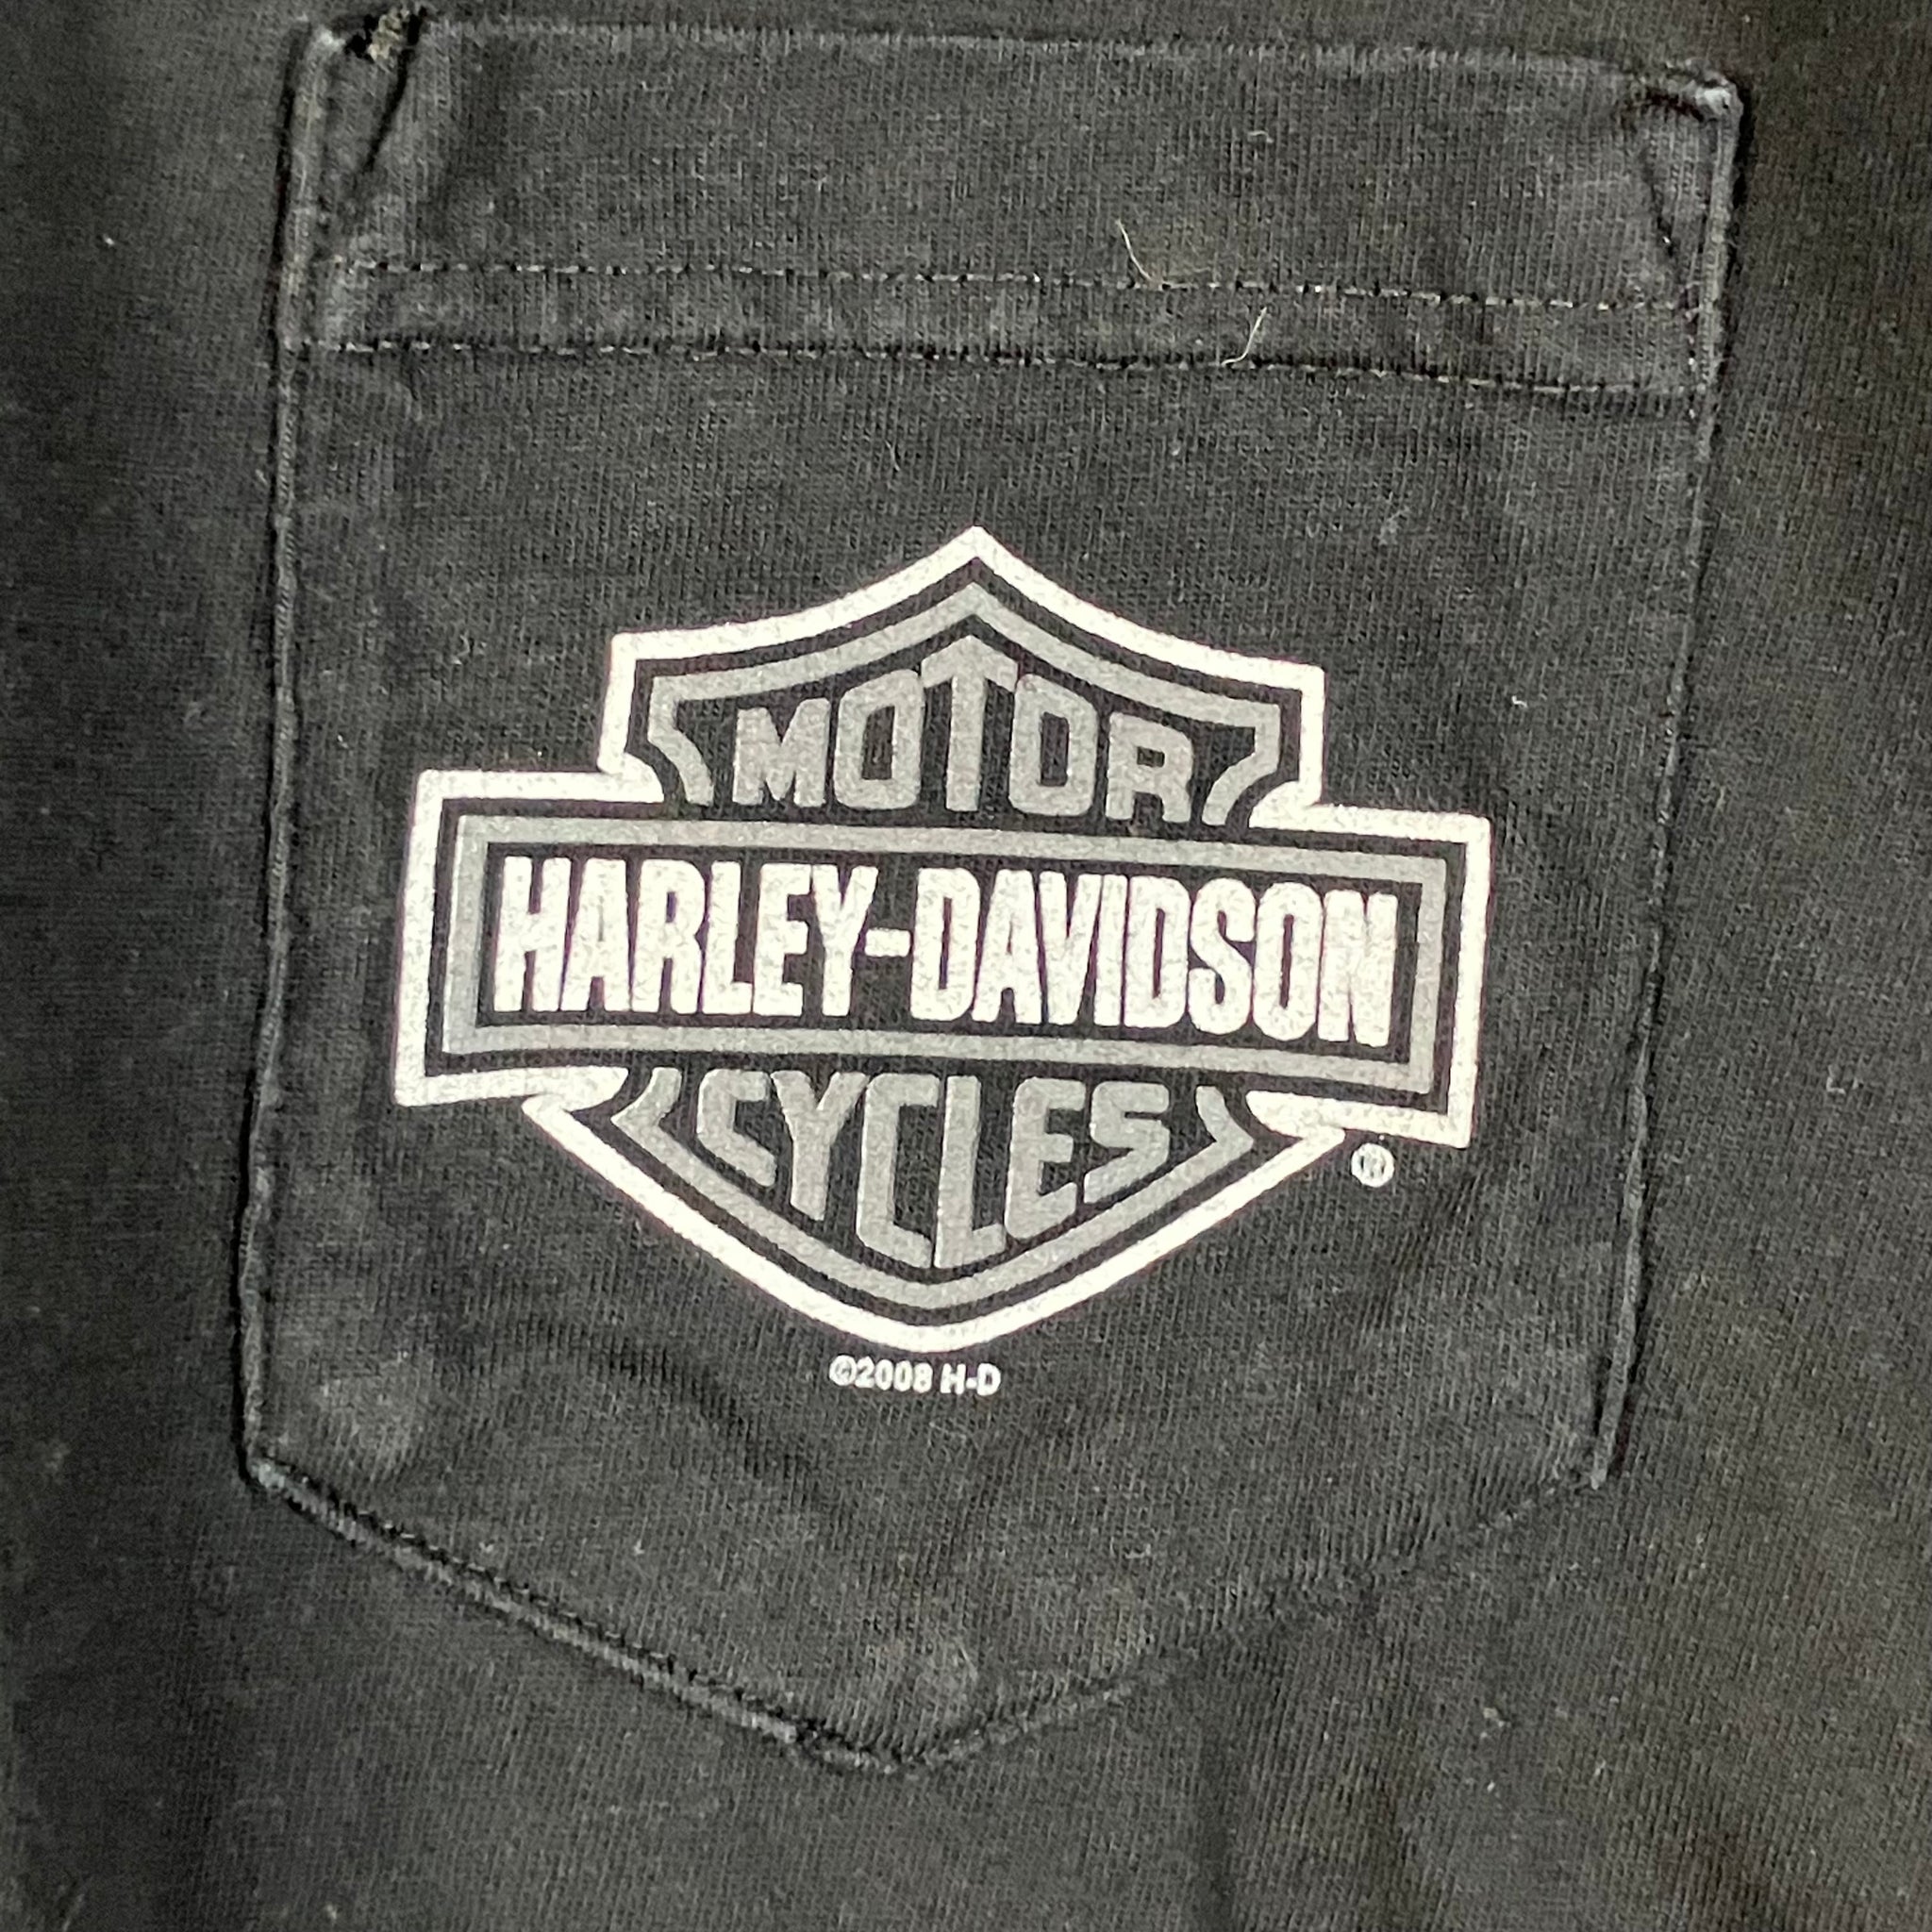 MOTOR
HARLEY-DAVIDSON
CYCLES
®
©2008 H-D